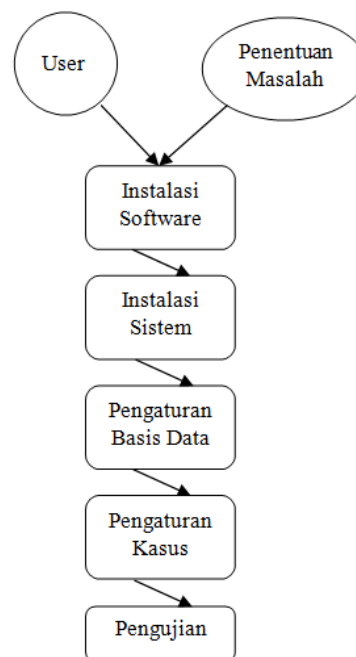 User
Penentuan
Masalah
Instalasi
Software
Instalasi
Sistem
Pengaturan
Basis Data
Pengaturan
Kasus
Pengujian